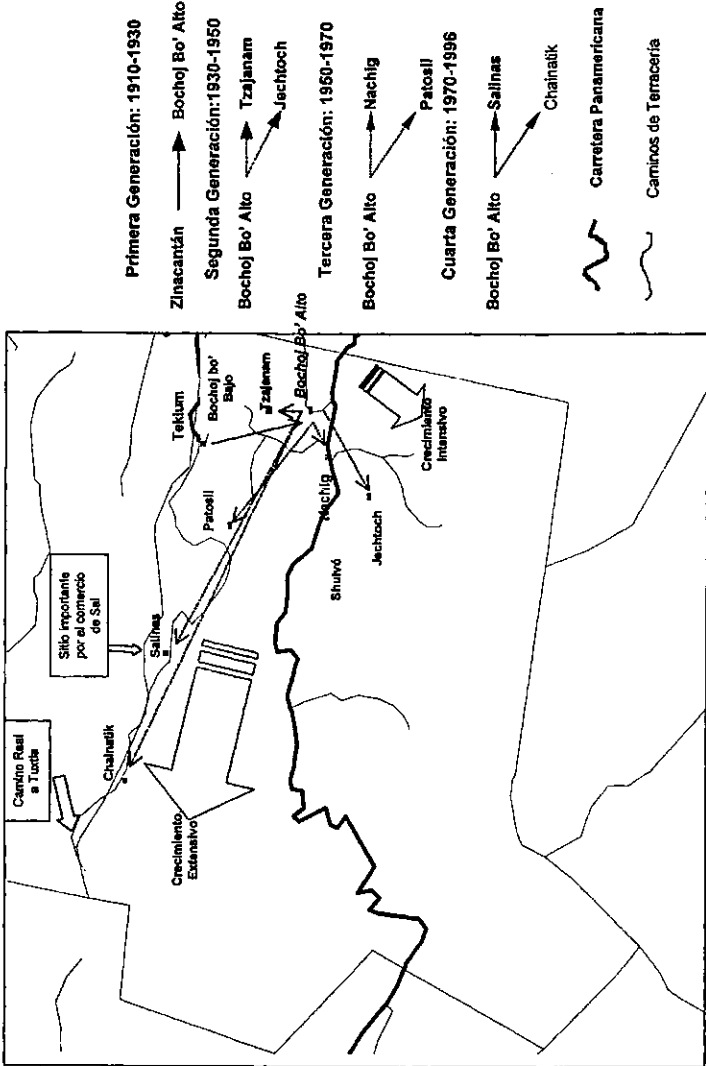 Camino Real
a Tuxtla
Sitio importante
por el comercio
de Sal
Chainatik
Salinas
Teklum
Patosil
Bochoj bo'
Bajo
Tzajanam
Bochoj Bo' Alto
Crecimiento
Extensivo
Nachig
Shulvó
Jechtoch
Crecimiento
Intensivo
Primera Generación: 1910-1930
Zinacantán Bochoj Bo' Alto
Segunda Generación:1930-1950
Bochoj Bo' Alto Tzajanam
Jechtoch
Tercera Generación: 1950-1970
Bochoj Bo' Alto Nachig
Patosil
Cuarta Generación: 1970-1996
Bochoj Bo' Alto Salinas
Chainatik
Carretera Panamericana
Caminos de Terracería